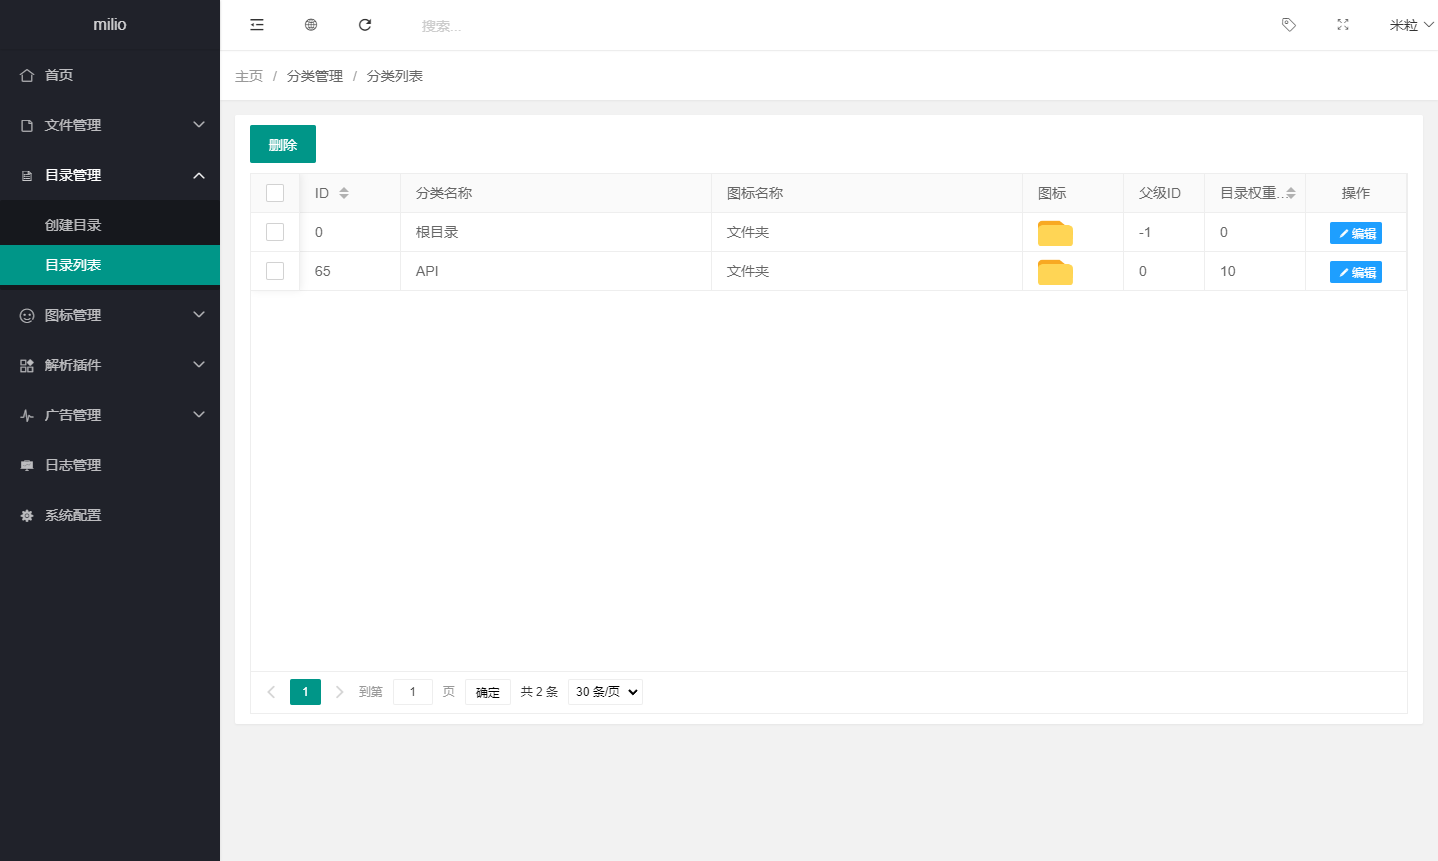 milio
首页
文件管理
目录管理
创建目录
目录列表
图标管理
解析插件
广告管理
日志管理
系统配置
搜索...
米粒
主页 / 分类管理 / 分类列表
删除
ID 分类名称 图标名称 图标 父级ID 目录权重... 操作
0 根目录 文件夹 -1 0 编辑
65 API 文件夹 0 10 编辑
1 到第 1 页 确定 共 2 条 30 条/页